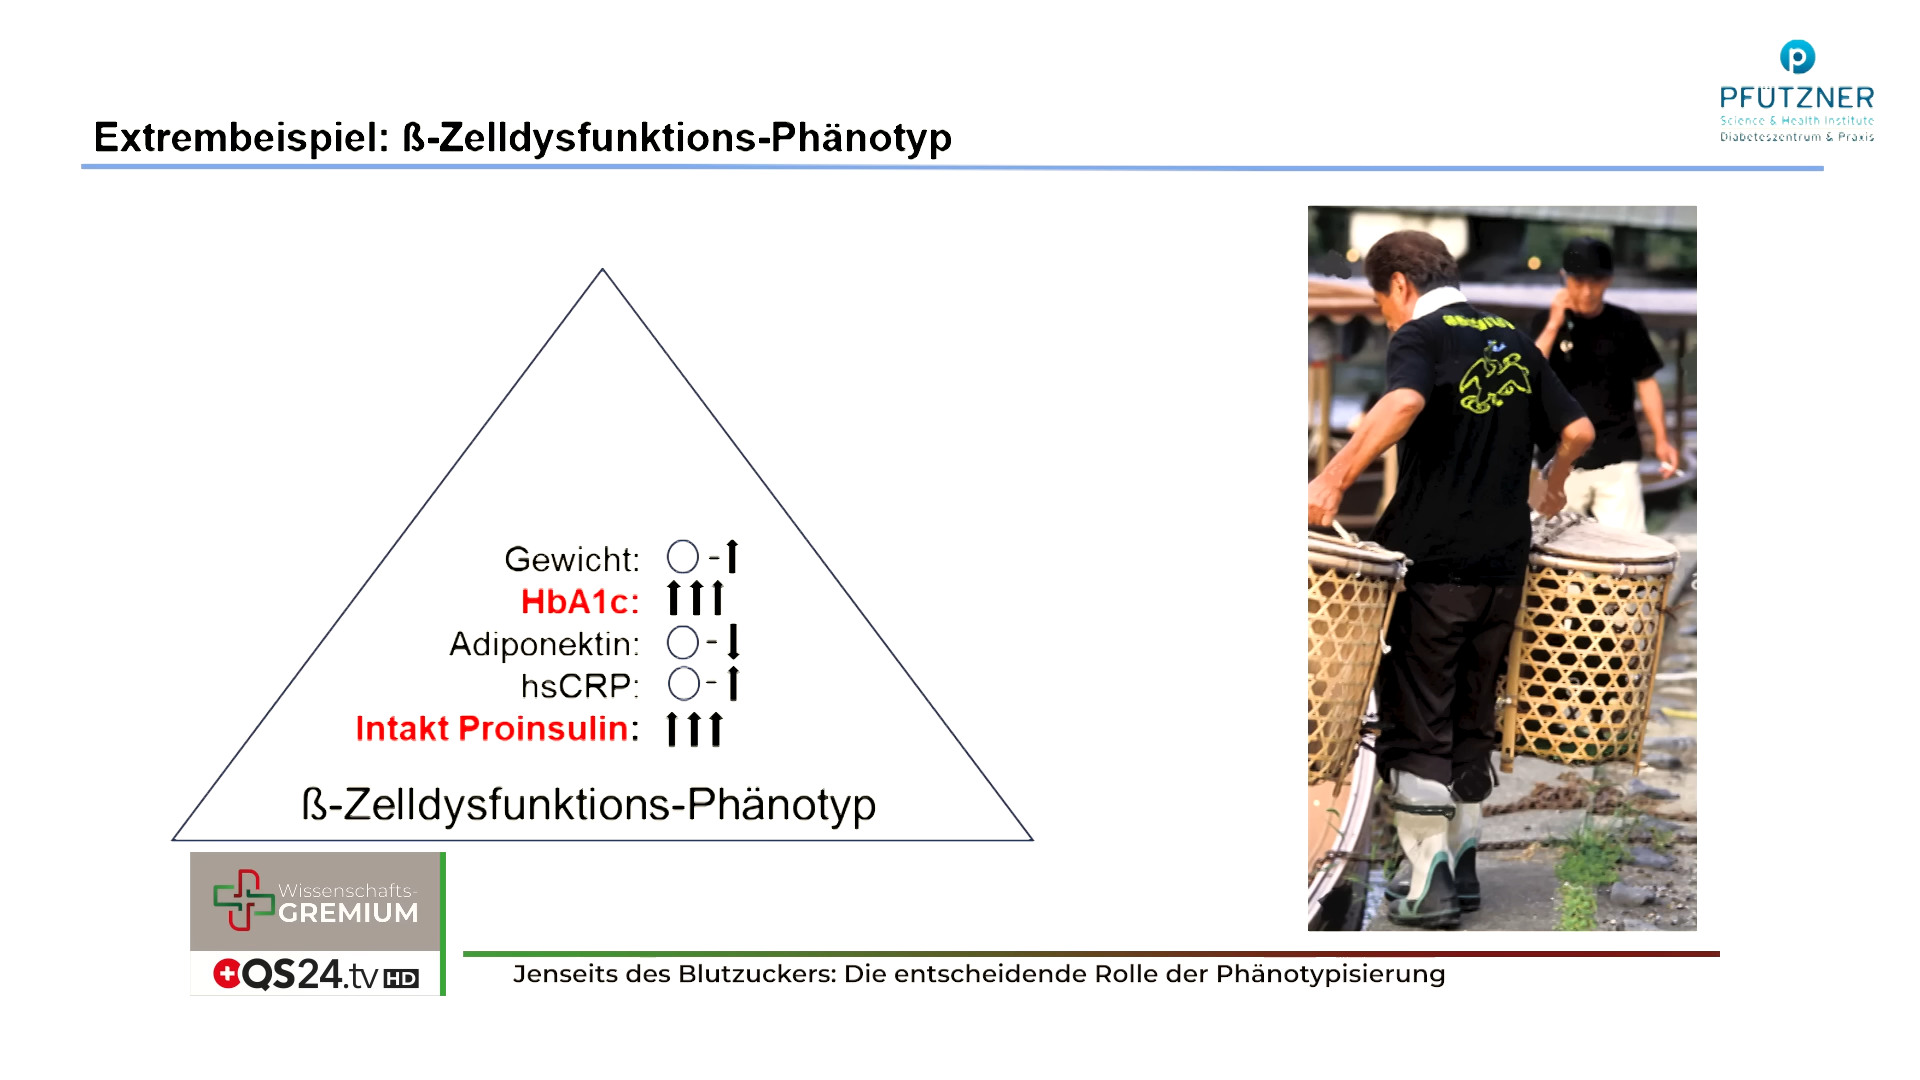 PFÜTZNER
Science & Health Institute
Diabeteszentrum & Praxis
Extrembeispiel: ß-Zelldysfunktions-Phänotyp
Gewicht: ◯ - ↑
HbA1c: ↑↑↑
Adiponektin: ◯ - ↓
hsCRP: ◯ - ↑
Intakt Proinsulin: ↑↑↑
ß-Zelldysfunktions-Phänotyp
Wissenschafts-
GREMIUM
QS24.tv HD
Jenseits des Blutzuckers: Die entscheidende Rolle der Phänotypisierung